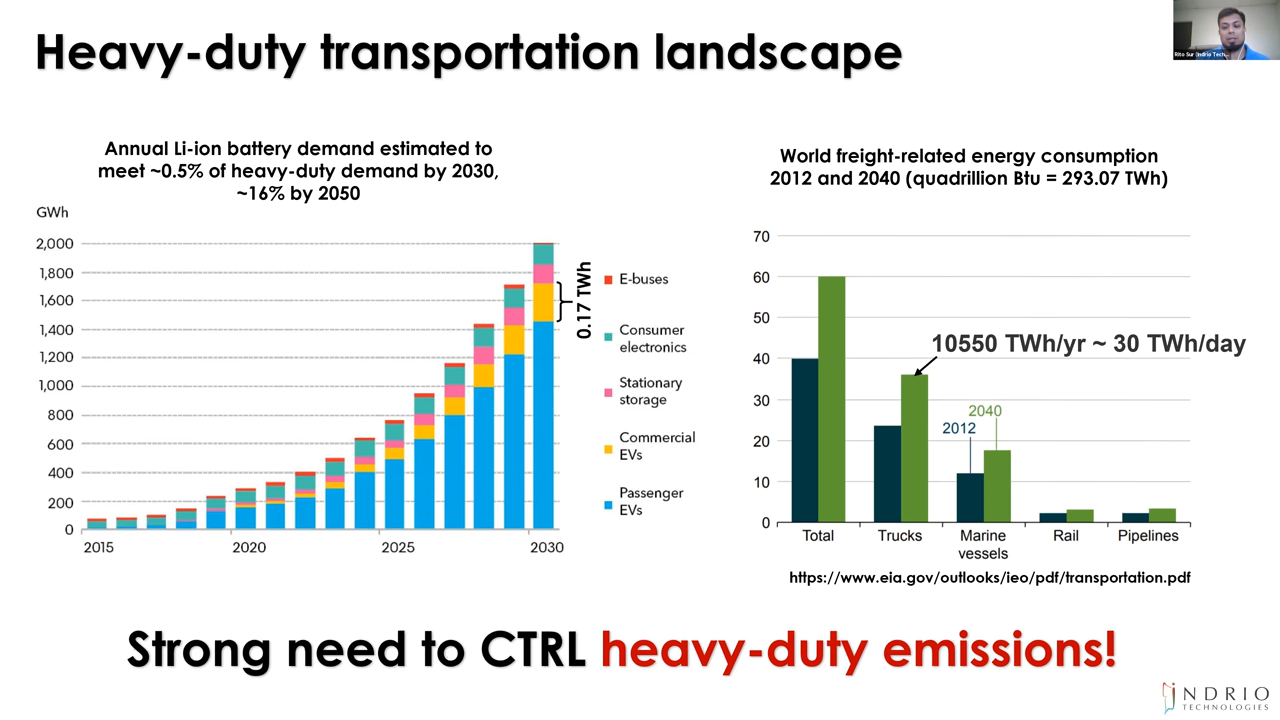 Heavy-duty transportation landscape
Rito Sur (Indrio Tech...
Annual Li-ion battery demand estimated to
meet ~0.5% of heavy-duty demand by 2030,
~16% by 2050
GWh
2,000
1,800
1,600
1,400
1,200
1,000
800
600
400
200
0
2015
2020
2025
2030
0.17 TWh
E-buses
Consumer
electronics
Stationary
storage
Commercial
EVs
Passenger
EVs
World freight-related energy consumption
2012 and 2040 (quadrillion Btu = 293.07 TWh)
70
60
50
40
30
20
10
0
10550 TWh/yr ~ 30 TWh/day
2040
2012
Total
Trucks
Marine
vessels
Rail
Pipelines
https://www.eia.gov/outlooks/ieo/pdf/transportation.pdf
Strong need to CTRL heavy-duty emissions!
INDRIO
TECHNOLOGIES